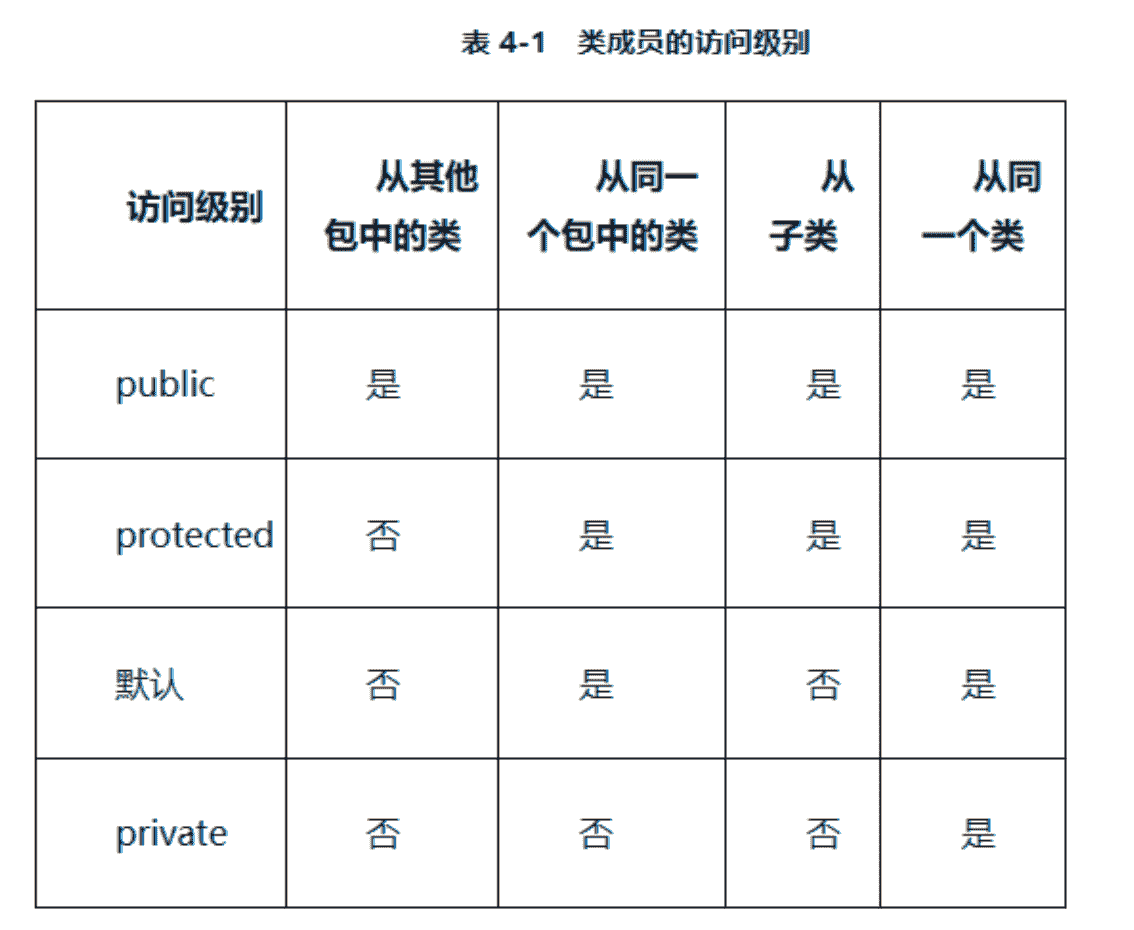 表 4-1 类成员的访问级别
访问级别
从其他
包中的类
从同一
个包中的类
从
子类
从同
一个类
public
是
是
是
是
protected
否
是
是
是
默认
否
是
否
是
private
否
否
否
是